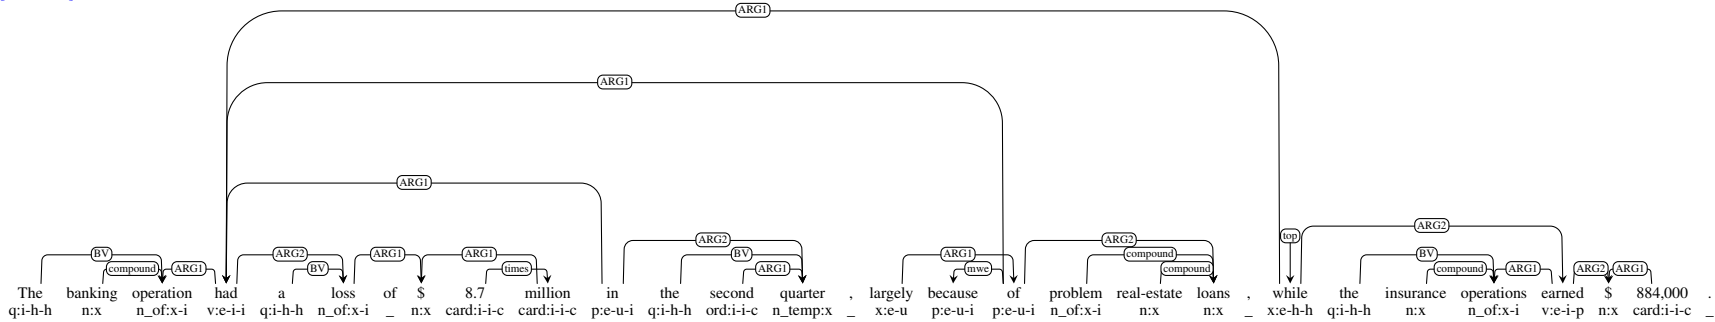 ARG1
ARG1
ARG1
top ARG2
ARG2
BV ARG2 ARG1 ARG1 BV ARG1 compound BV
compound ARG1 BV times ARG1 mwe compound compound ARG1 ARG2 ARG1
The banking operation had a loss of $ 8.7 million in the second quarter , largely because of problem real-estate loans , while the insurance operations earned $ 884,000 .
q:i-h-h n:x n_of:x-i v:e-i-i q:i-h-h n_of:x-i _ n:x card:i-i-c card:i-i-c p:e-u-i q:i-h-h ord:i-i-c n_temp:x _ x:e-u p:e-u-i p:e-u-i n_of:x-i n:x n:x _ x:e-h-h q:i-h-h n:x n_of:x-i v:e-i-p n:x card:i-i-c _